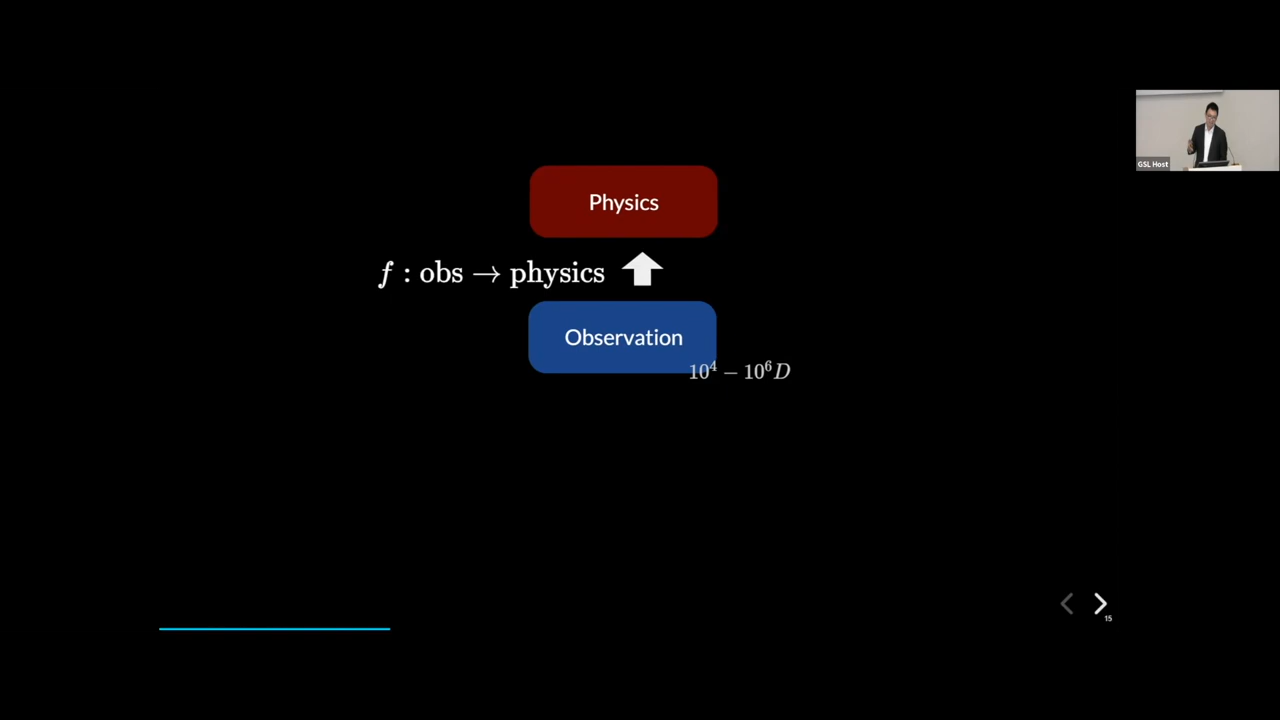 Physics
f : obs → physics
Observation
10⁴ − 10⁶D
GSL Host
15